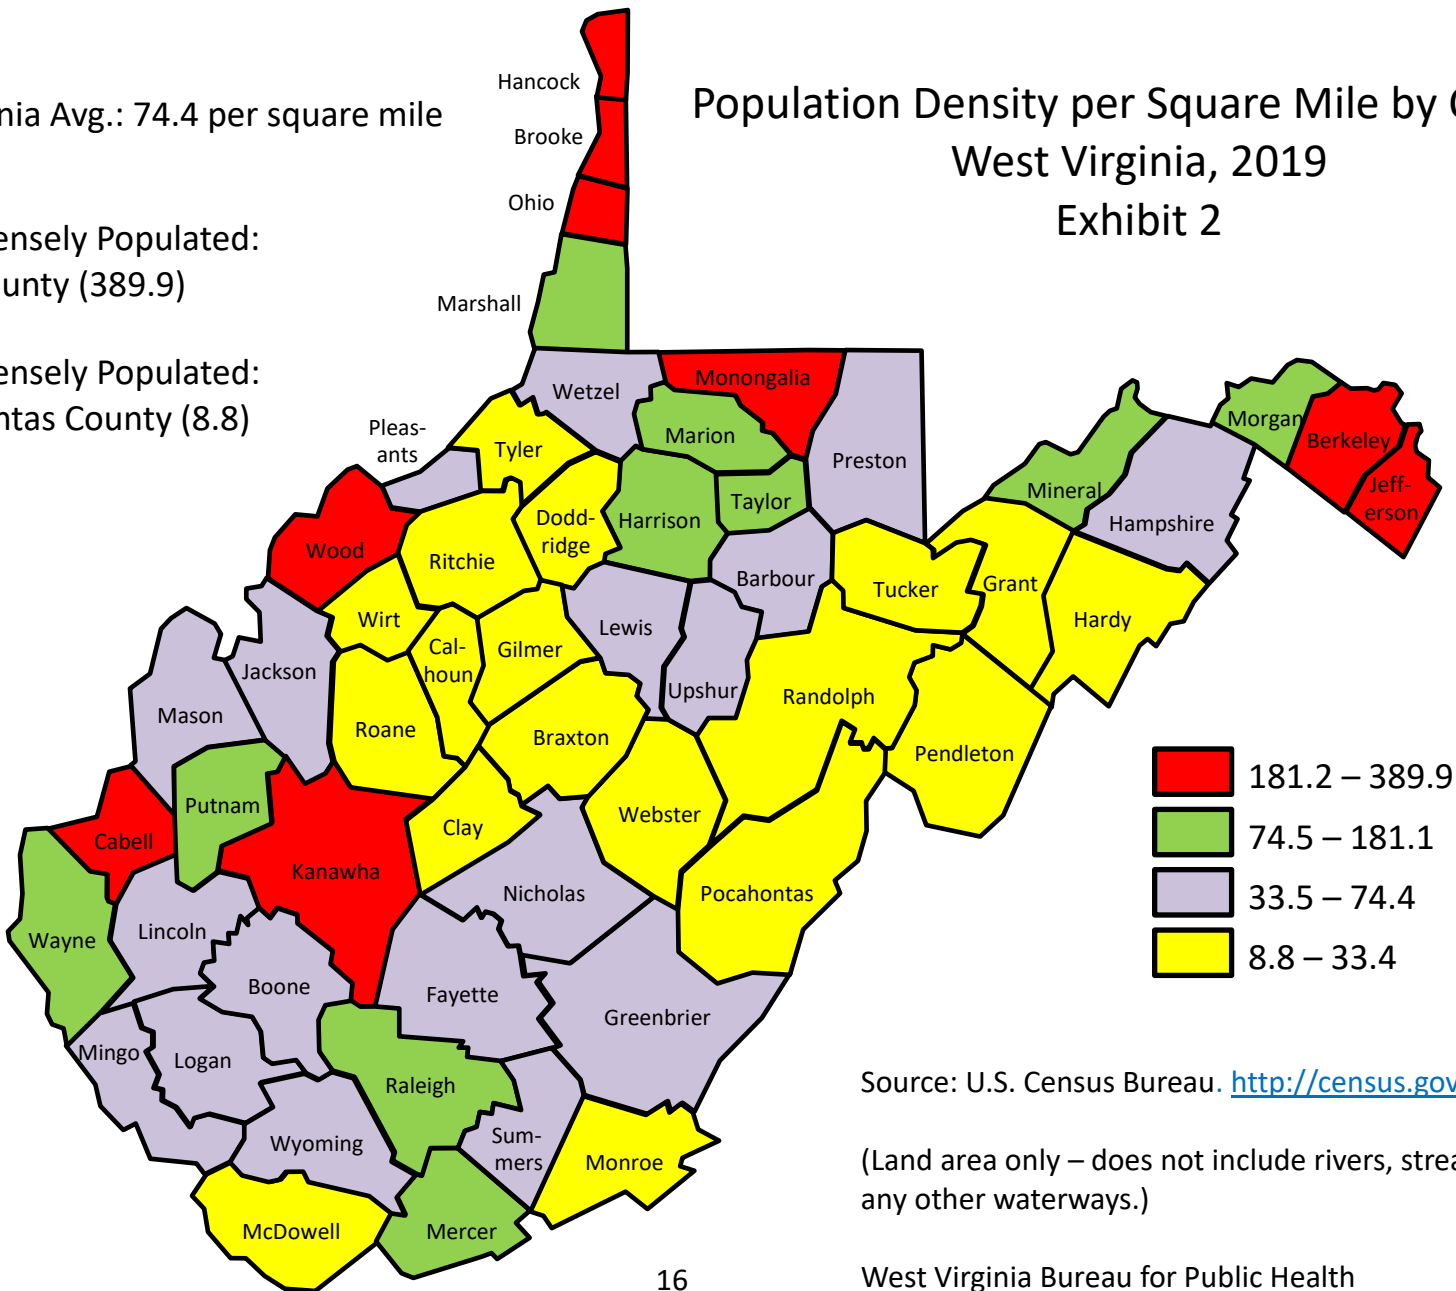 nia Avg.: 74.4 per square mile
Population Density per Square Mile by C
West Virginia, 2019
Exhibit 2
ensely Populated:
unty (389.9)
ensely Populated:
ntas County (8.8)
Hancock
Brooke
Ohio
Marshall
Wetzel
Monongalia
Marion
Preston
Pleas-
ants
Tyler
Taylor
Harrison
Dodd-
ridge
Morgan
Berkeley
Jeff-
erson
Mineral
Hampshire
Wood
Ritchie
Barbour
Tucker
Grant
Hardy
Wirt
Cal-
houn
Gilmer
Lewis
Upshur
Randolph
Jackson
Mason
Roane
Braxton
Pendleton
Putnam
Cabell
Clay
Webster
Kanawha
Nicholas
Pocahontas
Wayne
Lincoln
Boone
Fayette
Greenbrier
Mingo
Logan
Raleigh
Wyoming
Sum-
mers
Monroe
McDowell
Mercer
181.2 – 389.9
74.5 – 181.1
33.5 – 74.4
8.8 – 33.4
Source: U.S. Census Bureau. http://census.gov
(Land area only – does not include rivers, strea
any other waterways.)
16
West Virginia Bureau for Public Health